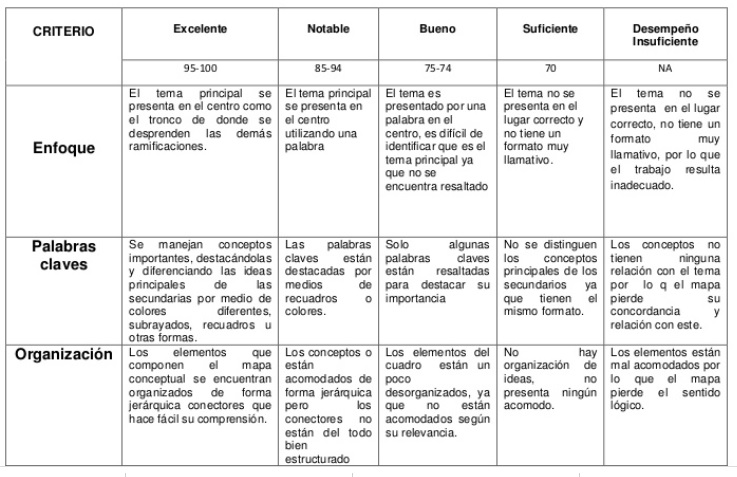 CRITERIO
Excelente
Notable
Bueno
Suficiente
Desempeño
Insuficiente
95-100
85-94
75-74
70
NA
Enfoque
El tema principal se
presenta en el centro como
el tronco de donde se
desprenden las demás
ramificaciones.
El tema principal
se presenta en
el centro
utilizando una
palabra
El tema es
presentado por una
palabra en el
centro, es difícil de
identificar que es el
tema principal ya
que no se
encuentra resaltado
El tema no se
presenta en el
lugar correcto y
no tiene un
formato muy
llamativo.
El tema no se
presenta en el lugar
correcto, no tiene un
formato muy
llamativo, por lo que
el trabajo resulta
inadecuado.
Palabras
claves
Se manejan conceptos
importantes, destacándolas
y diferenciando las ideas
principales de las
secundarias por medio de
colores diferentes,
subrayados, recuadros u
otras formas.
Las palabras
claves están
destacadas por
medios de
recuadros o
colores.
Solo algunas
palabras claves
están resaltadas
para destacar su
importancia
No se distinguen
los conceptos
principales de los
secundarios ya
que tienen el
mismo formato.
Los conceptos no
tienen ninguna
relación con el tema
por lo q el mapa
pierde su
concordancia y
relación con este.
Organización
Los elementos que
componen el mapa
conceptual se encuentran
organizados de forma
jerárquica conectores que
hace fácil su comprensión.
Los conceptos o
están
acomodados de
forma jerárquica
pero los
conectores no
están del todo
bien
estructurado
Los elementos del
cuadro están un
poco
desorganizados, ya
que no están
acomodados según
su relevancia.
No hay
organización de
ideas, no
presenta ningún
acomodo.
Los elementos están
mal acomodados por
lo que el mapa
pierde el sentido
lógico.